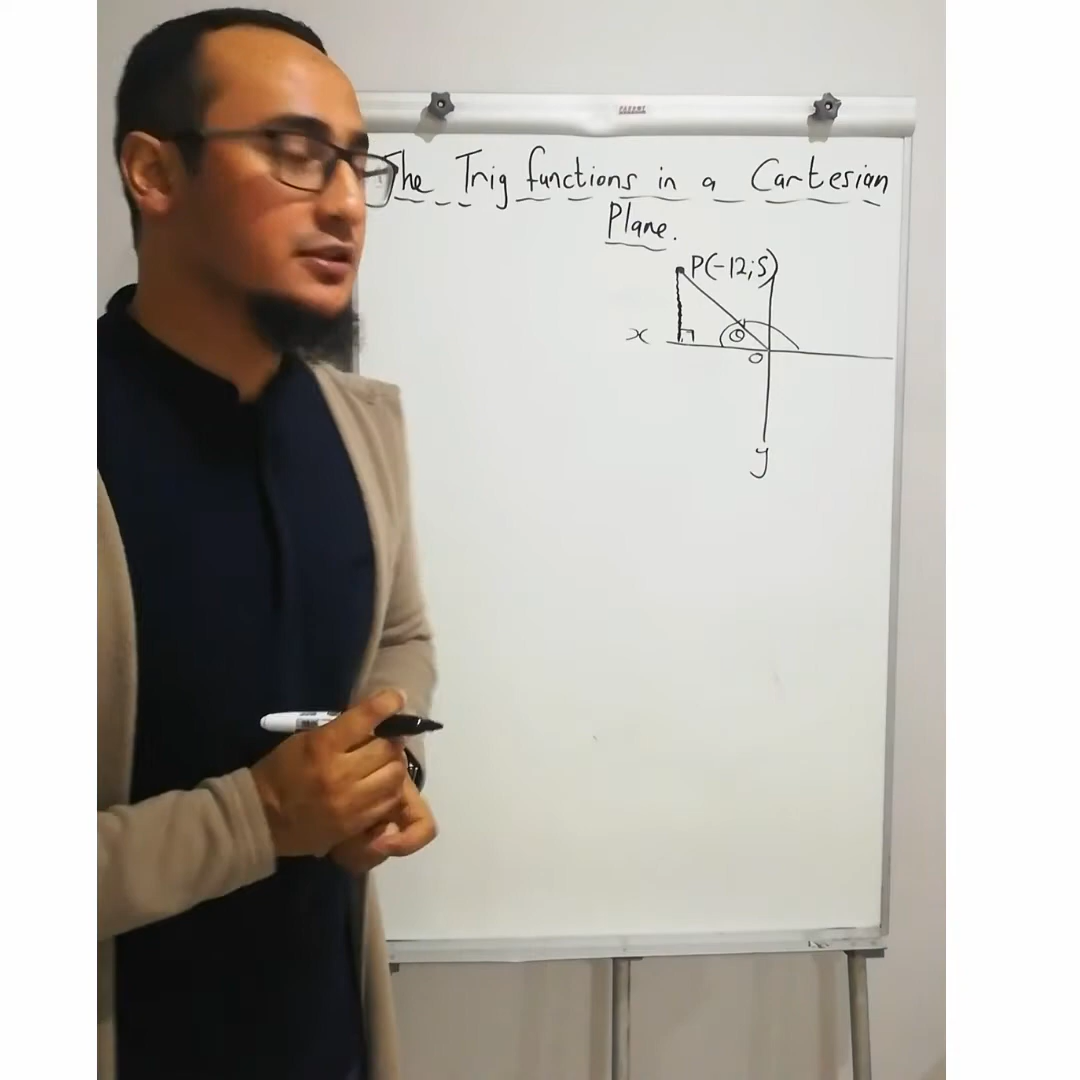 The Trig functions in a Cartesian
Plane.
P(-12;5)
x
θ
O
y